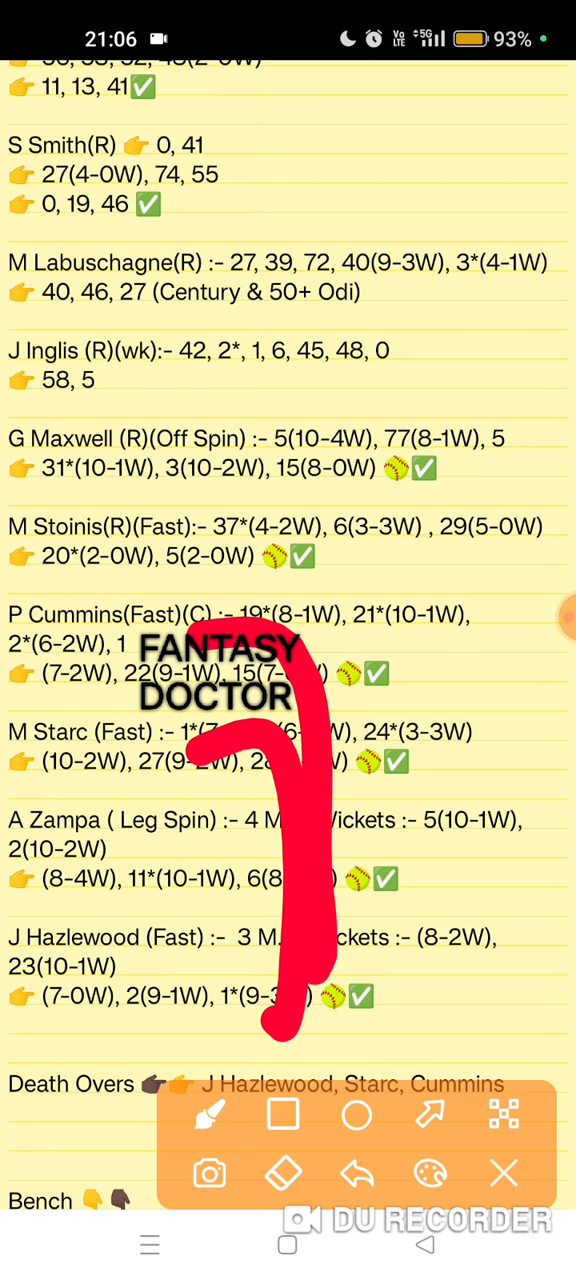 21:06 Vo LTE 5G 93%
11, 13, 41✅
S Smith(R) 👉 0, 41
👉 27(4-0W), 74, 55
👉 0, 19, 46 ✅
M Labuschagne(R) :- 27, 39, 72, 40(9-3W), 3*(4-1W)
👉 40, 46, 27 (Century & 50+ Odi)
J Inglis (R)(wk):- 42, 2*, 1, 6, 45, 48, 0
👉 58, 5
G Maxwell (R)(Off Spin) :- 5(10-4W), 77(8-1W), 5
👉 31*(10-1W), 3(10-2W), 15(8-0W) 🥎✅
M Stoinis(R)(Fast):- 37*(4-2W), 6(3-3W) , 29(5-0W)
👉 20*(2-0W), 5(2-0W) 🥎✅
P Cummins(Fast)(C) :- 19*(8-1W), 21*(10-1W),
2*(6-2W), 1
FANTASY
👉 (7-2W), 22(9-1W), 15(7- 🥎✅
DOCTOR
M Starc (Fast) :- 1* 24*(3-3W)
👉 (10-2W), 27(9-2W), 🥎✅
A Zampa ( Leg Spin) :- 4 M :- 5(10-1W),
2(10-2W)
👉 (8-4W), 11*(10-1W), 6(8 🥎✅
J Hazlewood (Fast) :- 3 M :- (8-2W),
23(10-1W)
👉 (7-0W), 2(9-1W), 1*(9- 🥎✅
Death Overs 👉👉 J Hazlewood, Starc, Cummins
Bench 👇👇
DU RECORDER